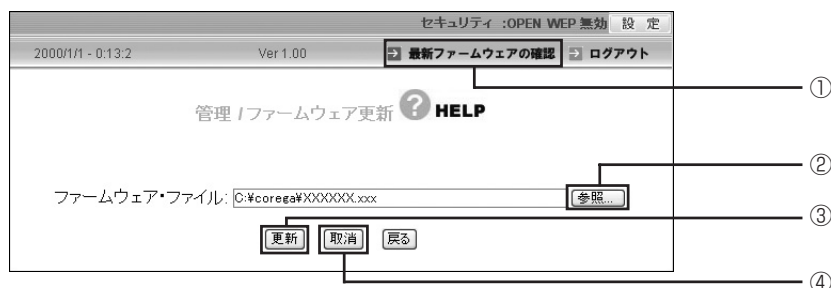 セキュリティ :OPEN WEP 無効 設 定
2000/1/1 - 0:13:2 Ver 1.00 最新ファームウェアの確認 ログアウト
①
管理 / ファームウェア更新 ? HELP
②
ファームウェア・ファイル: C:¥corega¥XXXXXX.xxx 参照...
③
更新 取消 戻る
④